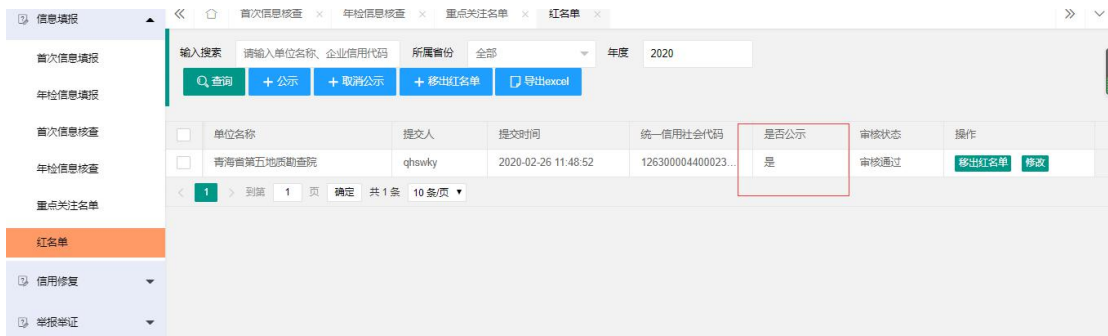 信息填报
首次信息填报
年检信息填报
首次信息核查
年检信息核查
重点关注名单
红名单
信用修复
举报举证
首次信息核查 × 年检信息核查 × 重点关注名单 × 红名单 ×
输入搜索 请输入单位名称、企业信用代码 所属省份 全部 年度 2020
查询 + 公示 + 取消公示 + 移出红名单 导出excel
单位名称 提交人 提交时间 统一信用社会代码 是否公示 审核状态 操作
青海省第五地质勘查院 qhswky 2020-02-26 11:48:52 126300004400023... 是 审核通过 移出红名单 修改
< 1 > 到第 1 页 确定 共 1 条 10 条/页